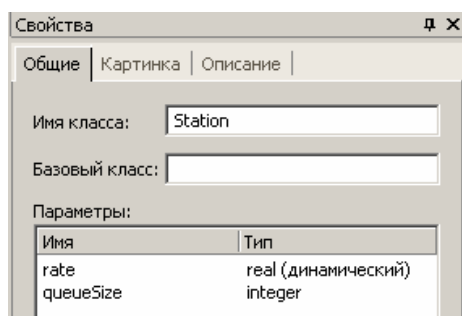 Свойства
Общие Картинка Описание
Имя класса: Station
Базовый класс:
Параметры:
Имя Тип
rate real (динамический)
queueSize integer